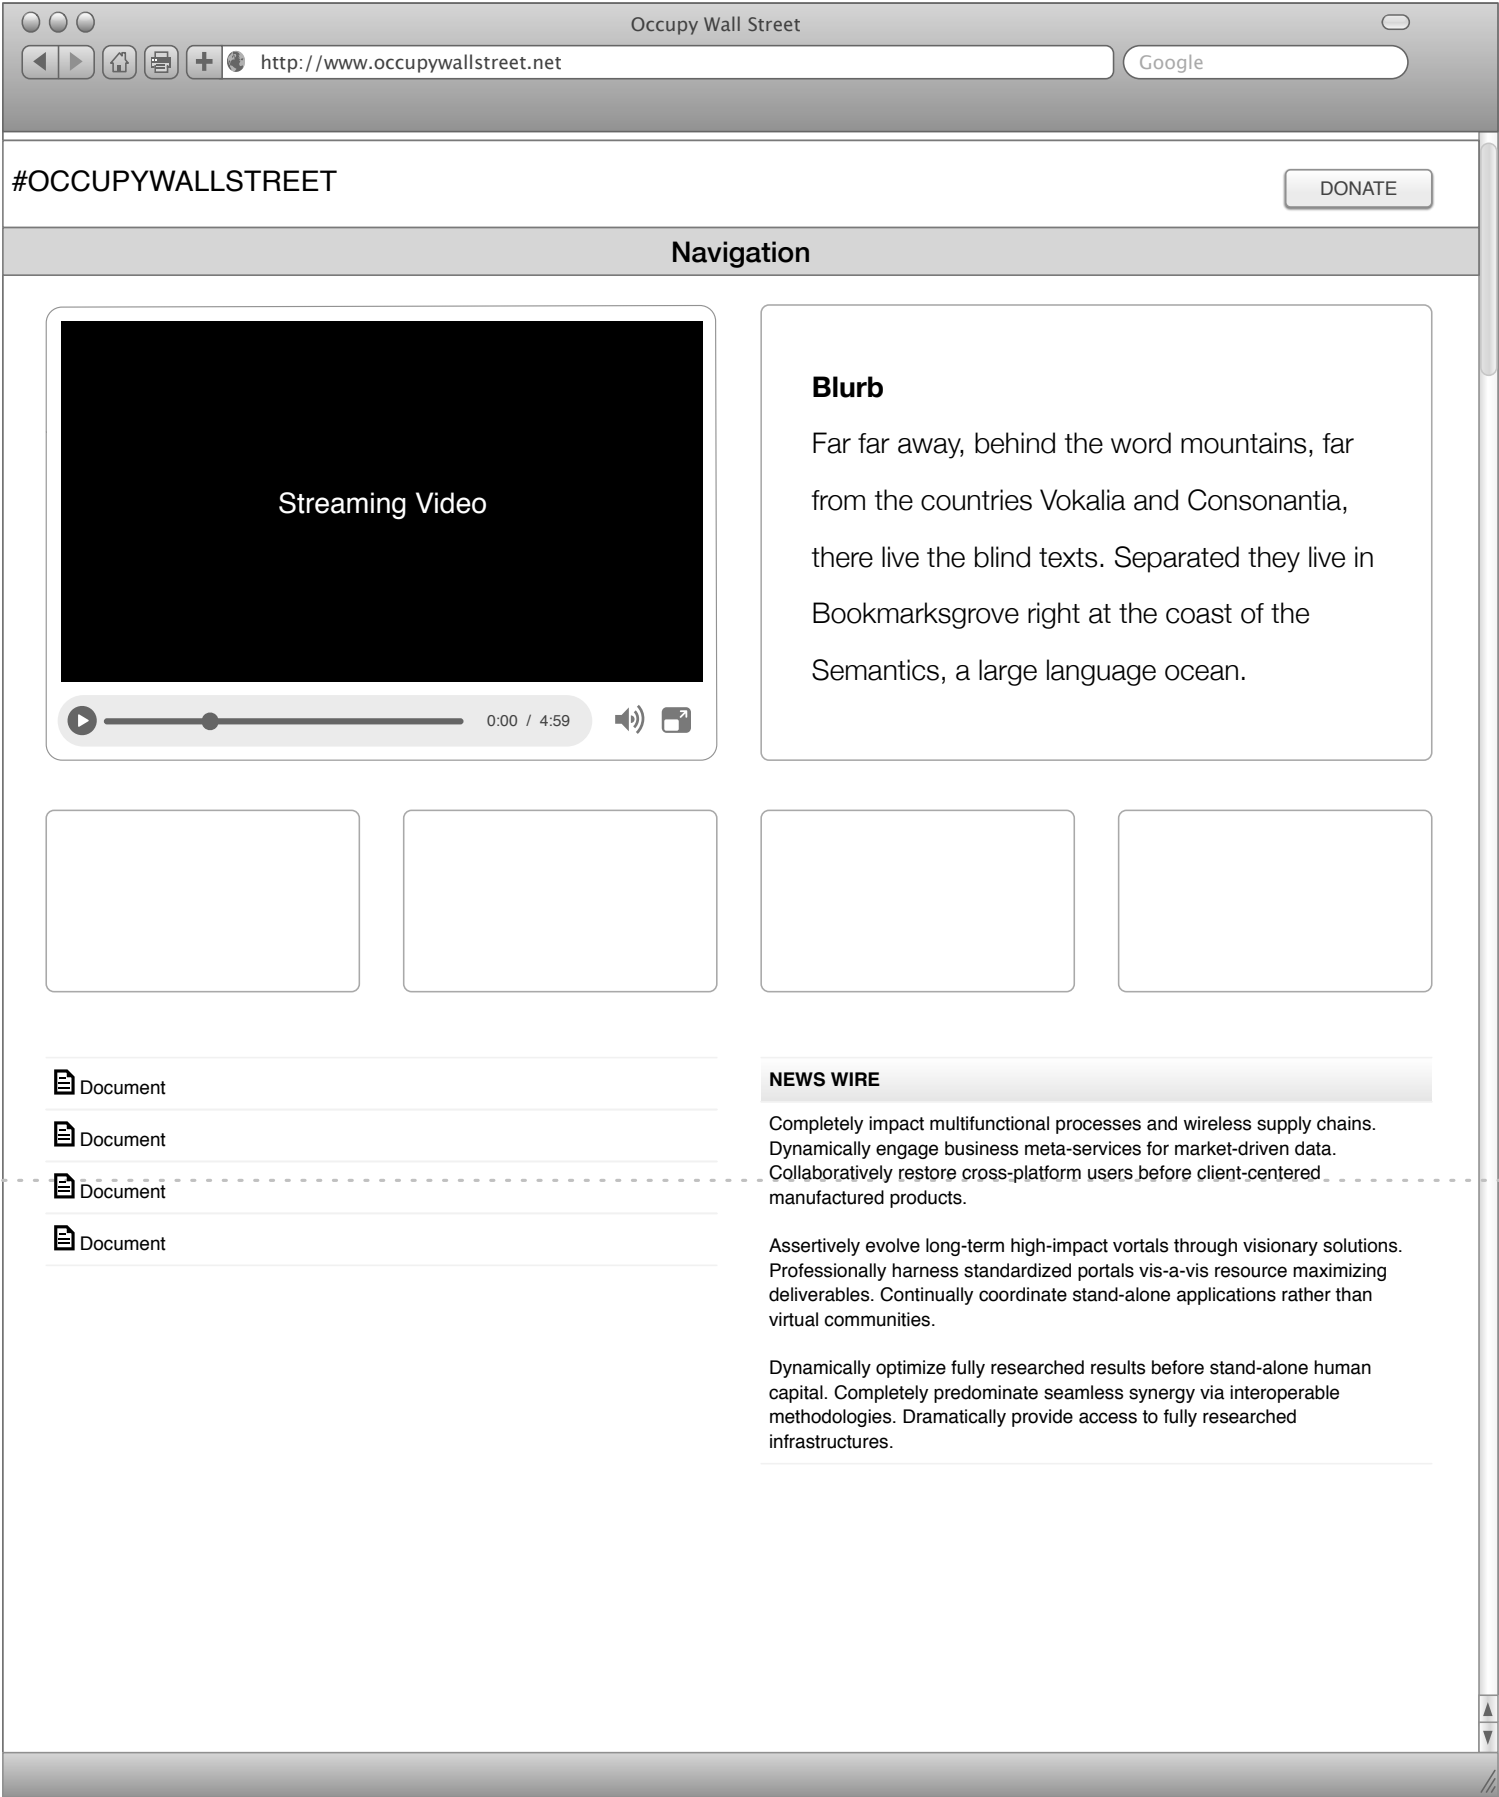 Occupy Wall Street
http://www.occupywallstreet.net
Google
#OCCUPYWALLSTREET
DONATE
Navigation
Streaming Video
0:00 / 4:59
Blurb
Far far away, behind the word mountains, far
from the countries Vokalia and Consonantia,
there live the blind texts. Separated they live in
Bookmarksgrove right at the coast of the
Semantics, a large language ocean.
Document
Document
Document
Document
NEWS WIRE
Completely impact multifunctional processes and wireless supply chains.
Dynamically engage business meta-services for market-driven data.
Collaboratively restore cross-platform users before client-centered
manufactured products.
Assertively evolve long-term high-impact vortals through visionary solutions.
Professionally harness standardized portals vis-a-vis resource maximizing
deliverables. Continually coordinate stand-alone applications rather than
virtual communities.
Dynamically optimize fully researched results before stand-alone human
capital. Completely predominate seamless synergy via interoperable
methodologies. Dramatically provide access to fully researched
infrastructures.